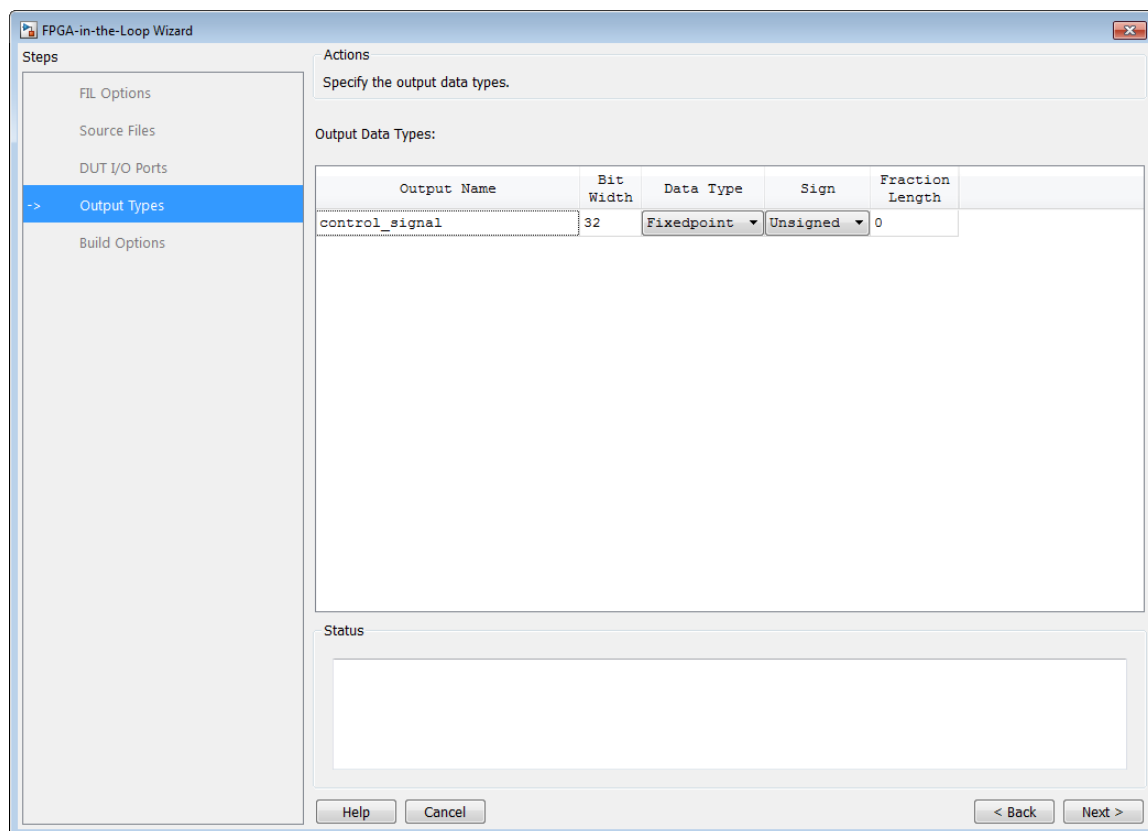 FPGA-in-the-Loop Wizard
Steps
FIL Options
Source Files
DUT I/O Ports
-> Output Types
Build Options
Actions
Specify the output data types.
Output Data Types:
Output Name Bit Width Data Type Sign Fraction Length
control_signal 32 Fixedpoint Unsigned 0
Status
Help Cancel < Back Next >